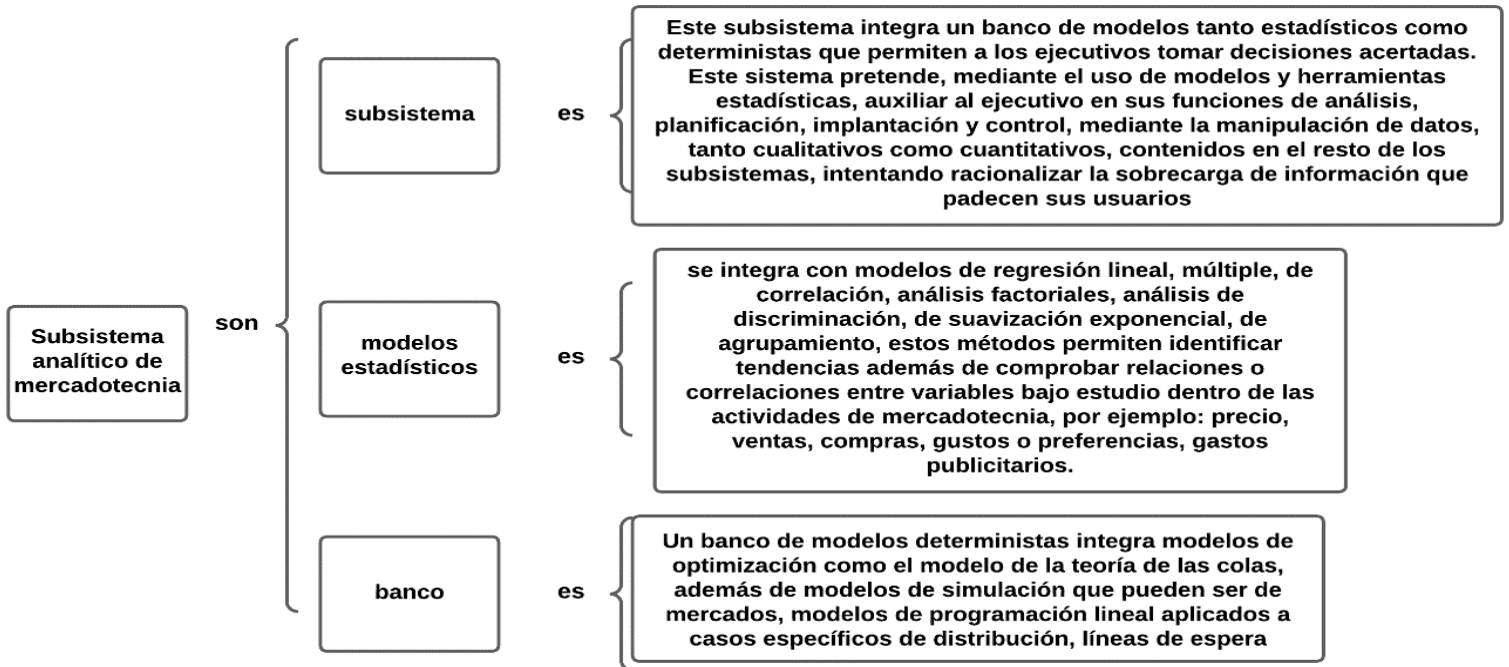 Subsistema
analítico de
mercadotecnia
son
subsistema
es
Este subsistema integra un banco de modelos tanto estadísticos como
deterministas que permiten a los ejecutivos tomar decisiones acertadas.
Este sistema pretende, mediante el uso de modelos y herramientas
estadísticas, auxiliar al ejecutivo en sus funciones de análisis,
planificación, implantación y control, mediante la manipulación de datos,
tanto cualitativos como cuantitativos, contenidos en el resto de los
subsistemas, intentando racionalizar la sobrecarga de información que
padecen sus usuarios
modelos
estadísticos
es
se integra con modelos de regresión lineal, múltiple, de
correlación, análisis factoriales, análisis de
discriminación, de suavización exponencial, de
agrupamiento, estos métodos permiten identificar
tendencias además de comprobar relaciones o
correlaciones entre variables bajo estudio dentro de las
actividades de mercadotecnia, por ejemplo: precio,
ventas, compras, gustos o preferencias, gastos
publicitarios.
banco
es
Un banco de modelos deterministas integra modelos de
optimización como el modelo de la teoría de las colas,
además de modelos de simulación que pueden ser de
mercados, modelos de programación lineal aplicados a
casos específicos de distribución, líneas de espera